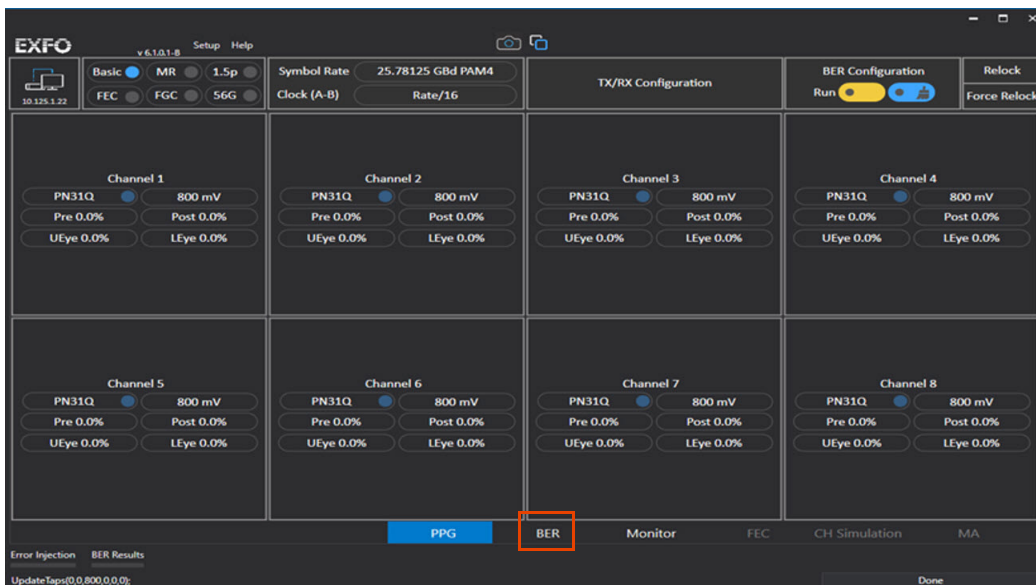 EXFO
v 6.1.0.1-8 Setup Help
10.125.1.22
Basic MR 1.5p
FEC FGC 56G
Symbol Rate 25.78125 GBd PAM4
Clock (A-B) Rate/16
TX/RX Configuration
BER Configuration
Run
Relock
Force Relock
Channel 1
PN31Q 800 mV
Pre 0.0% Post 0.0%
UEye 0.0% LEye 0.0%
Channel 2
PN31Q 800 mV
Pre 0.0% Post 0.0%
UEye 0.0% LEye 0.0%
Channel 3
PN31Q 800 mV
Pre 0.0% Post 0.0%
UEye 0.0% LEye 0.0%
Channel 4
PN31Q 800 mV
Pre 0.0% Post 0.0%
UEye 0.0% LEye 0.0%
Channel 5
PN31Q 800 mV
Pre 0.0% Post 0.0%
UEye 0.0% LEye 0.0%
Channel 6
PN31Q 800 mV
Pre 0.0% Post 0.0%
UEye 0.0% LEye 0.0%
Channel 7
PN31Q 800 mV
Pre 0.0% Post 0.0%
UEye 0.0% LEye 0.0%
Channel 8
PN31Q 800 mV
Pre 0.0% Post 0.0%
UEye 0.0% LEye 0.0%
PPG BER Monitor FEC CH Simulation MA
Error Injection BER Results
UpdateTaps(0,0,800,0,0,0); Done